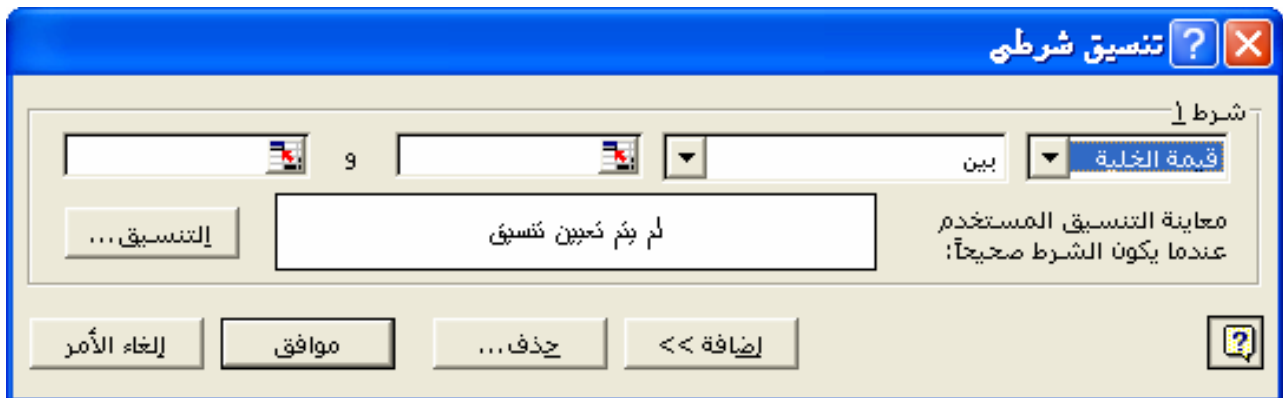 تنسيق شرطي
شرط 1
قيمة الخلية بين و
معاينة التنسيق المستخدم
عندما يكون الشرط صحيحاً:
لم يتم تعيين تنسيق
التنسيق...
إضافة >> حذف... موافق إلغاء الأمر